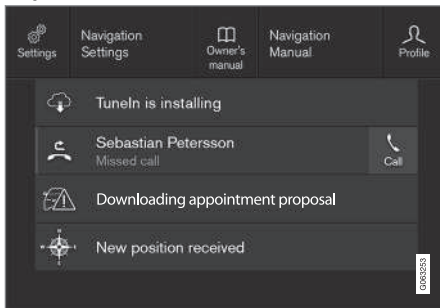 Settings
Navigation
Settings
Owner's
manual
Navigation
Manual
Profile
TuneIn is installing
Sebastian Petersson
Missed call
Call
Downloading appointment proposal
New position received
G063253